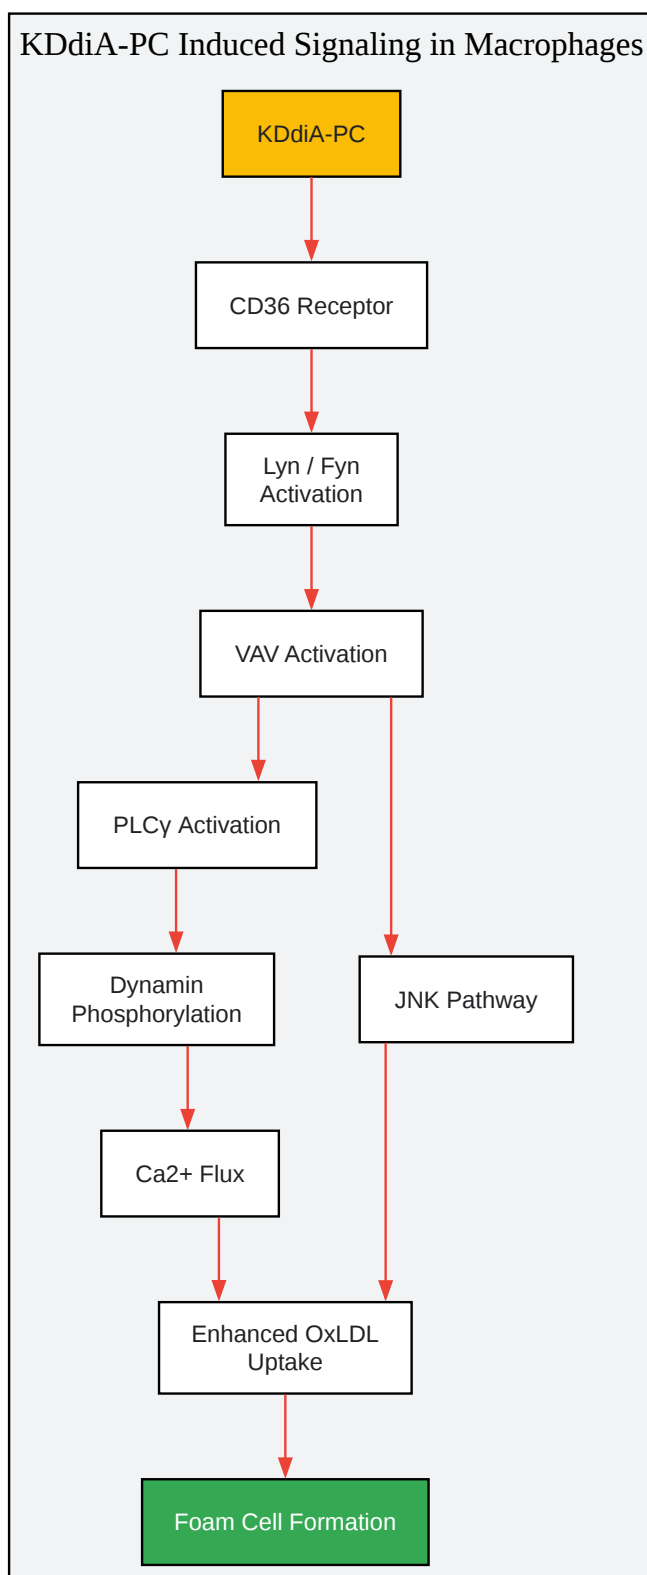 KDdiA-PC Induced Signaling in Macrophages
KDdiA-PC
CD36 Receptor
Lyn / Fyn
Activation
VAV Activation
PLCγ Activation
Dynamin
Phosphorylation
JNK Pathway
Ca2+ Flux
Enhanced OxLDL
Uptake
Foam Cell Formation